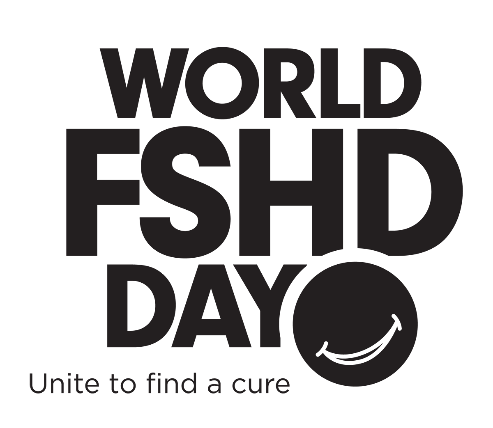 WORLD
FSHD
DAY
Unite to find a cure